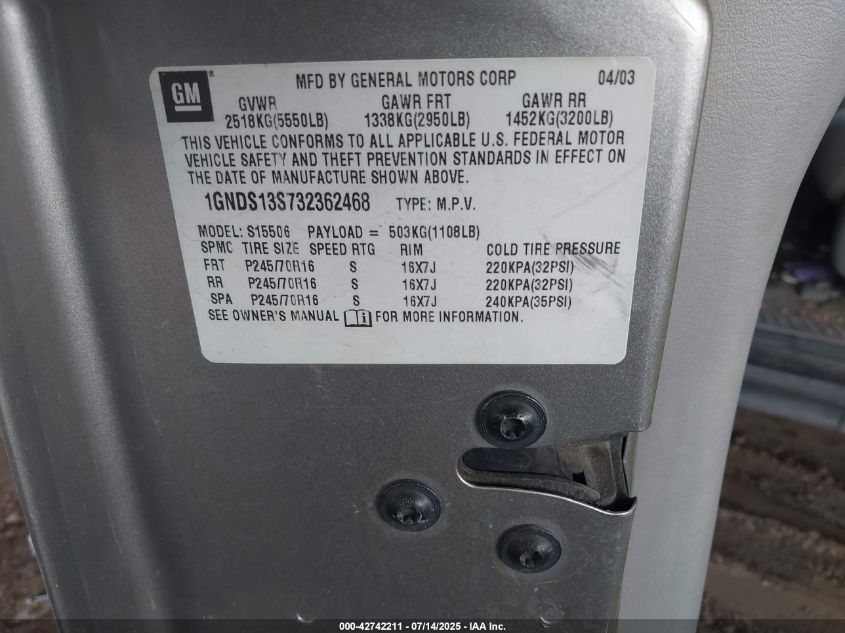 GM
MFD BY GENERAL MOTORS CORP 04/03
GVWR GAWR FRT GAWR RR
2518KG(5550LB) 1338KG(2950LB) 1452KG(3200LB)
THIS VEHICLE CONFORMS TO ALL APPLICABLE U.S. FEDERAL MOTOR
VEHICLE SAFETY AND THEFT PREVENTION STANDARDS IN EFFECT ON
THE DATE OF MANUFACTURE SHOWN ABOVE.
1GNDS13S732362468 TYPE: M.P.V.
MODEL: S15506 PAYLOAD = 503KG(1108LB)
SPMC TIRE SIZE SPEED RTG RIM COLD TIRE PRESSURE
FRT P245/70R16 S 16X7J 220KPA(32PSI)
RR P245/70R16 S 16X7J 220KPA(32PSI)
SPA P245/70R16 S 16X7J 240KPA(35PSI)
SEE OWNER'S MANUAL FOR MORE INFORMATION.
000-42742211 - 07/14/2025 - IAA Inc.